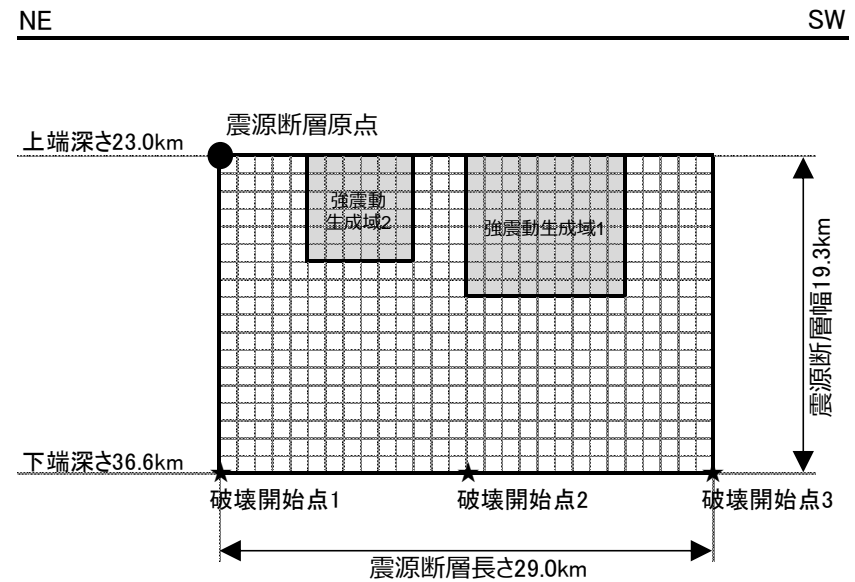 NE
SW
震源断層原点
上端深さ23.0km
強震動
生成域2
強震動生成域1
震源断層幅19.3km
下端深さ36.6km
破壊開始点1
破壊開始点2
破壊開始点3
震源断層長さ29.0km